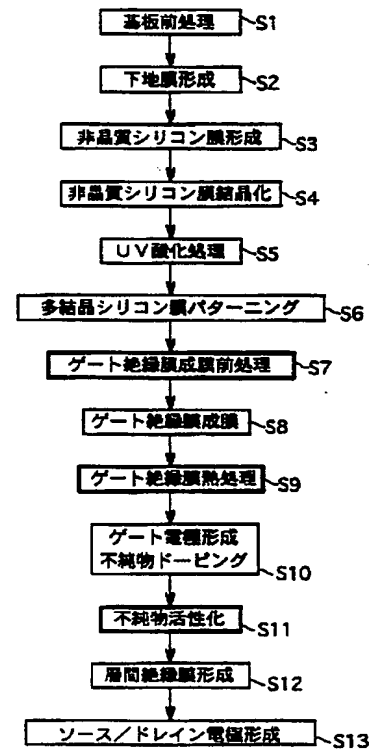 基板前処理 S1
下地膜形成 S2
非晶質シリコン膜形成 S3
非晶質シリコン膜結晶化 S4
UV酸化処理 S5
多結晶シリコン膜パターニング S6
ゲート絶縁膜成膜前処理 S7
ゲート絶縁膜成膜 S8
ゲート絶縁膜熱処理 S9
ゲート電極形成
不純物ドーピング S10
不純物活性化 S11
層間絶縁膜形成 S12
ソース／ドレイン電極形成 S13